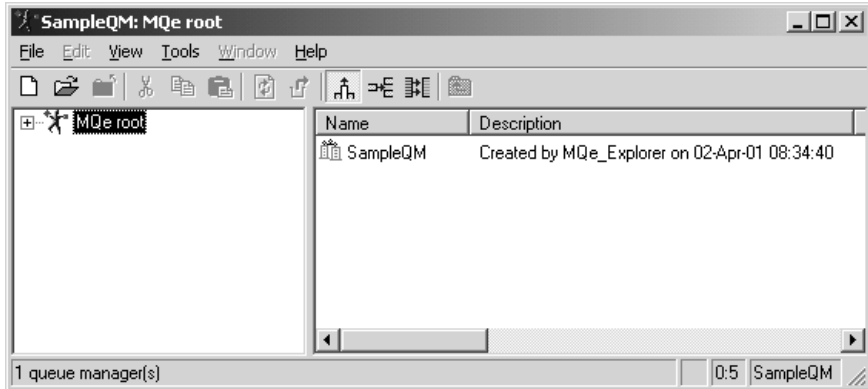 SampleQM: MQe root
File Edit View Tools Window Help
MQe root
Name Description
SampleQM Created by MQe_Explorer on 02-Apr-01 08:34:40
1 queue manager(s) 0:5 SampleQM